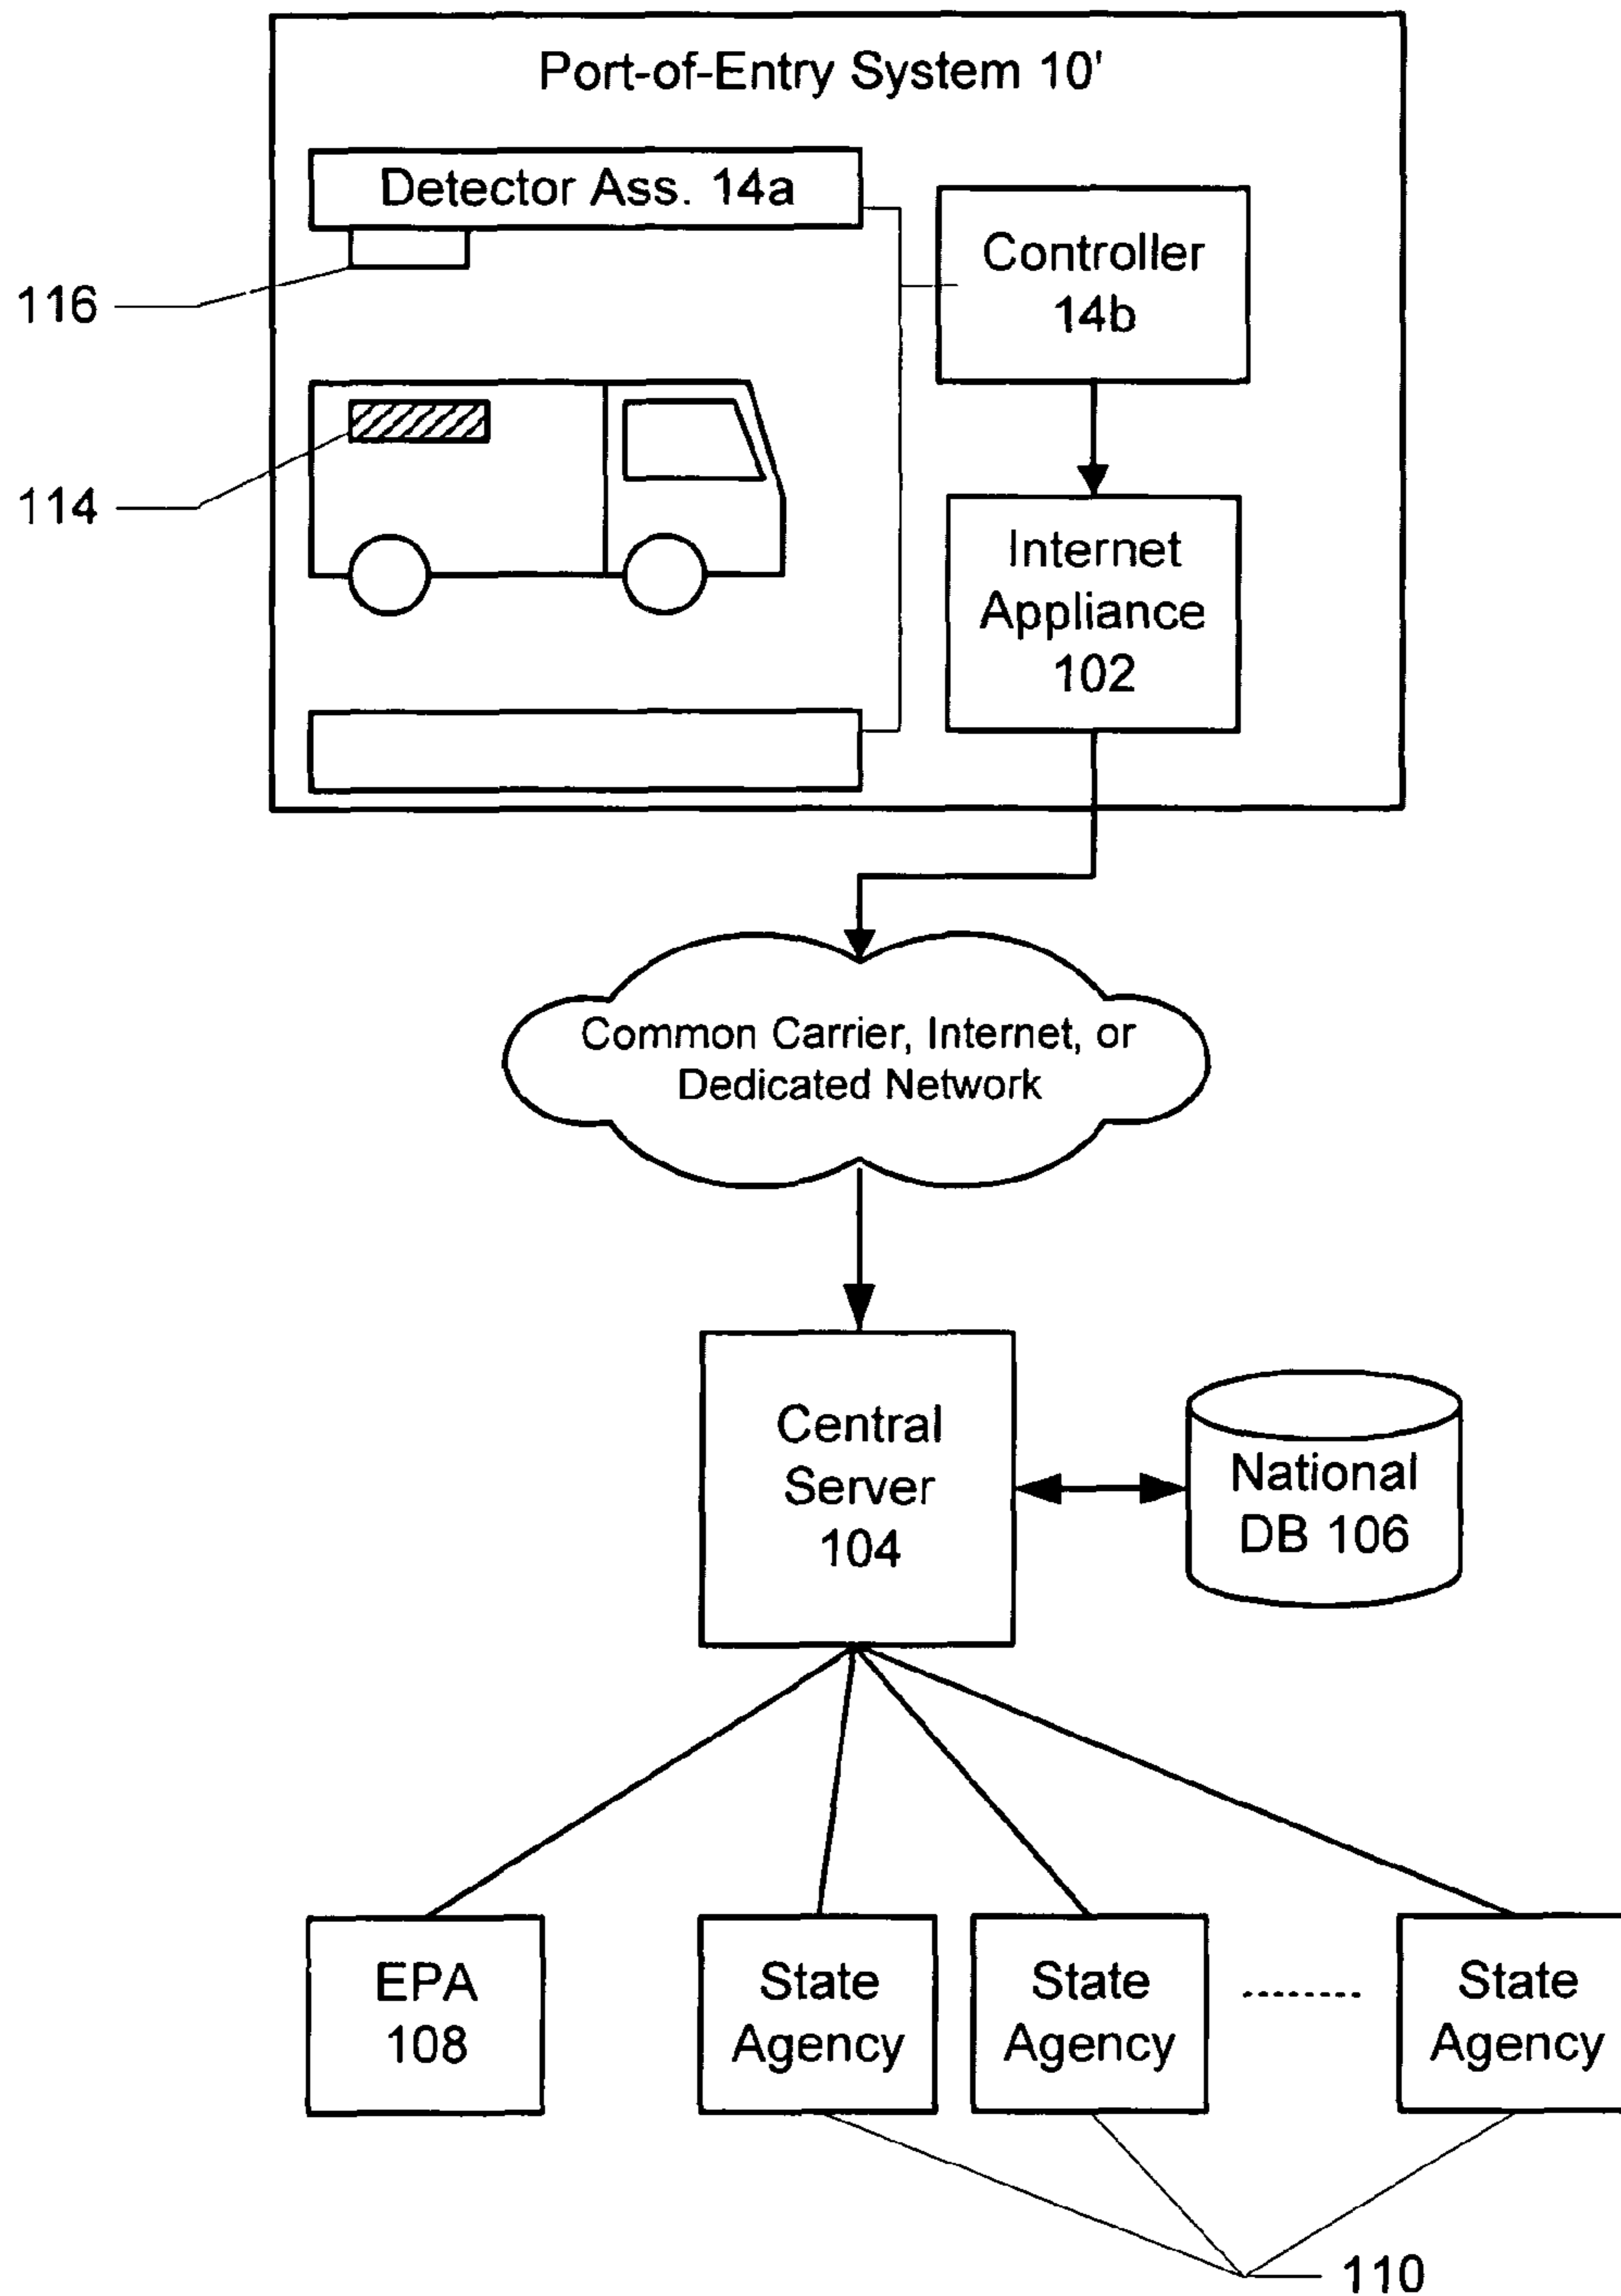 Port-of-Entry System 10'
Detector Ass. 14a
Controller
14b
116
114
Internet
Appliance
102
Common Carrier, Internet, or
Dedicated Network
Central
Server
104
National
DB 106
EPA
108
State
Agency
State
Agency
State
Agency
110